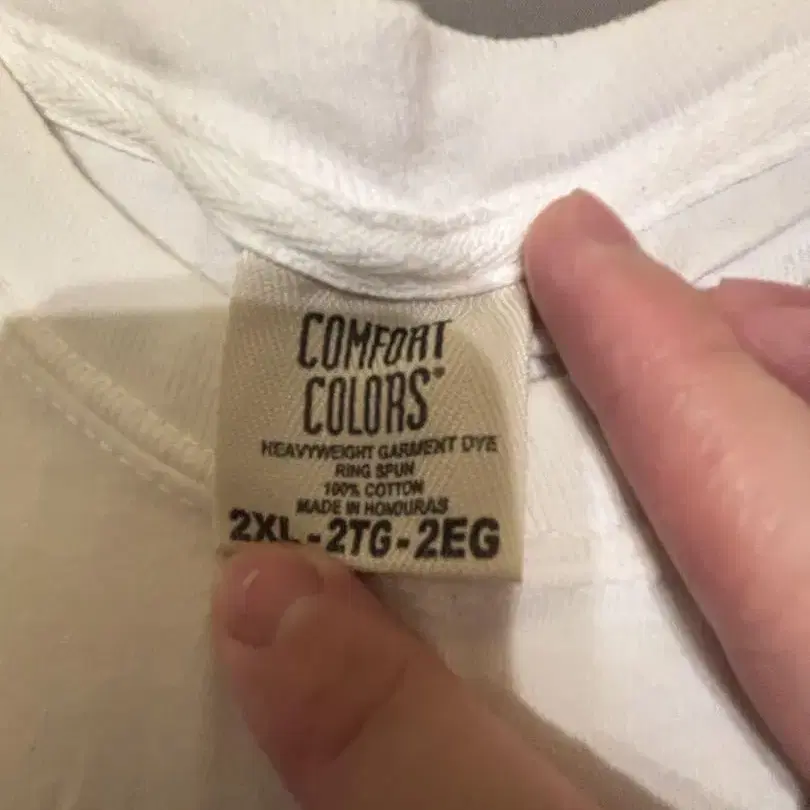 COMFORT
COLORS®
HEAVYWEIGHT GARMENT DYE
RING SPUN
100% COTTON
MADE IN HONDURAS
2XL-2TG-2EG